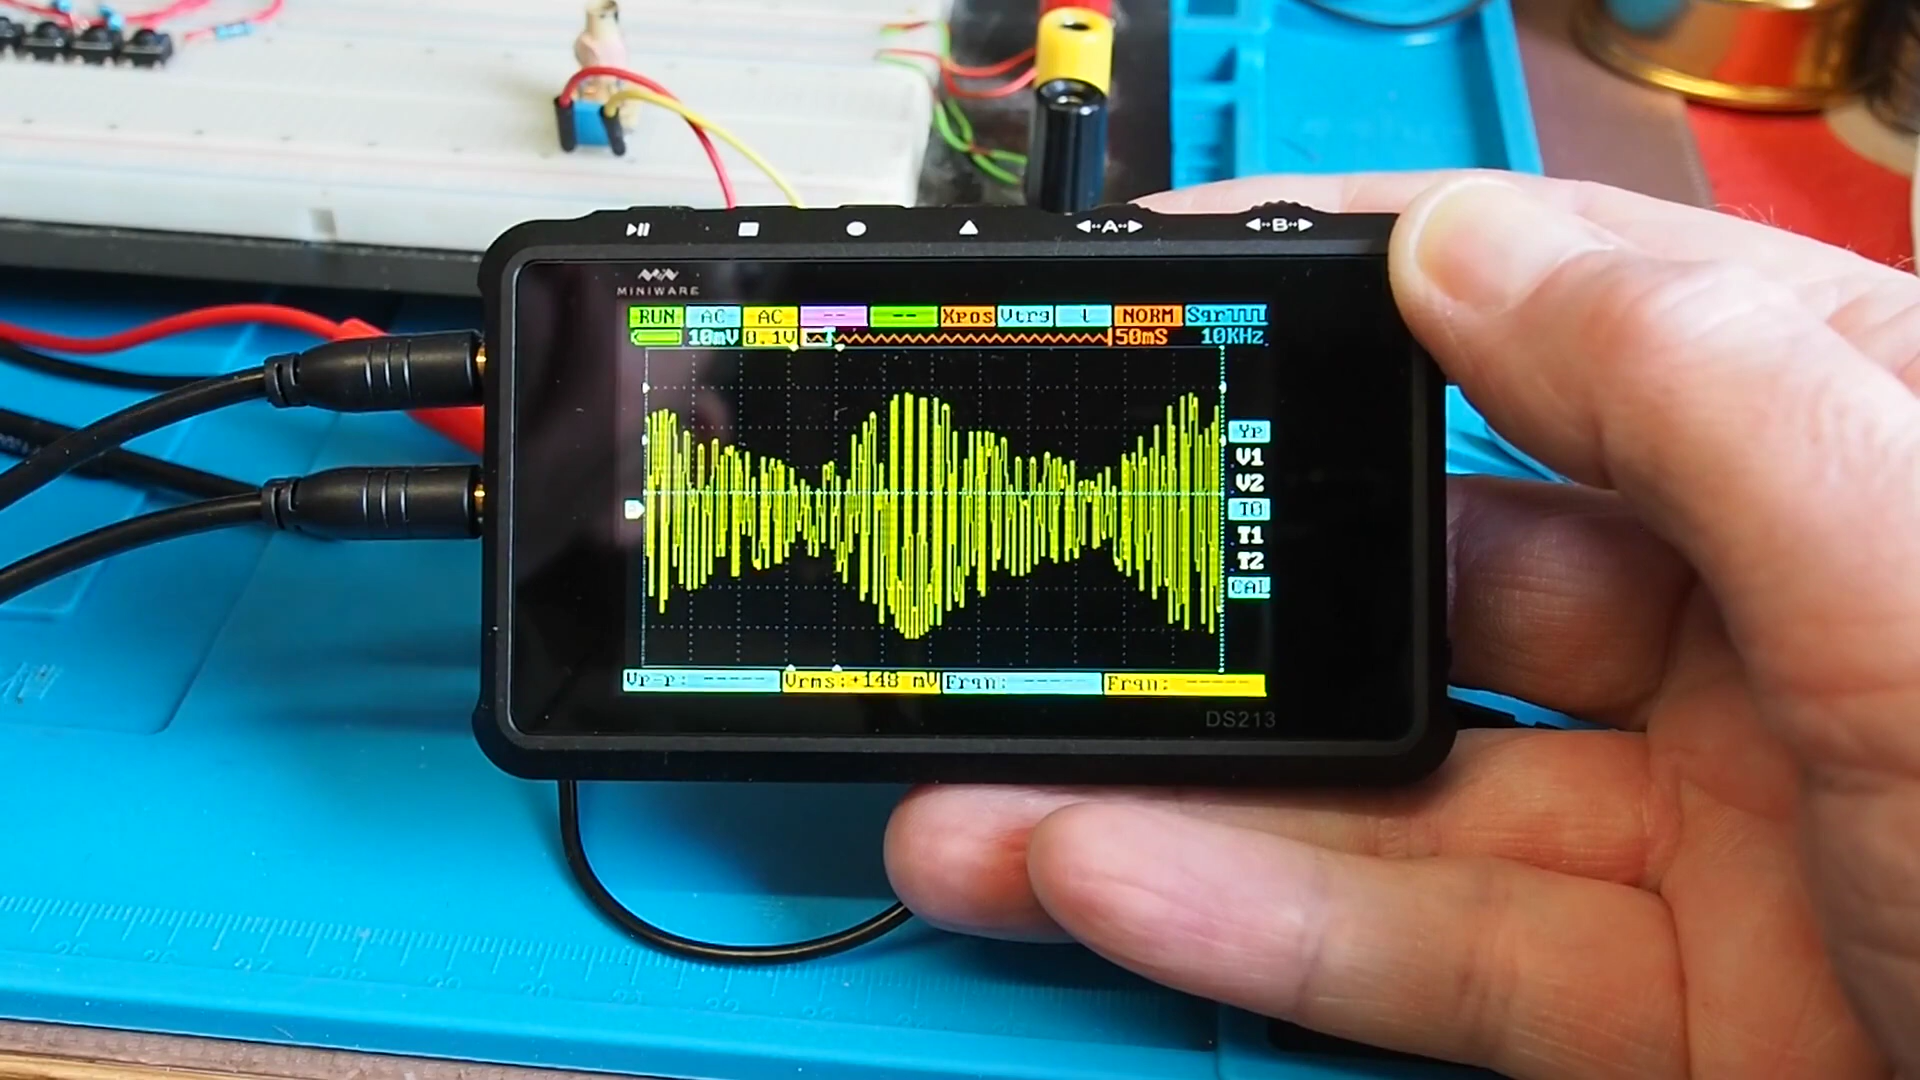 A B
MINIWARE
RUN AC AC -- -- Xpos Vtrg NORM Sqr
10mV 0.1V 50mS 10KHz
Yp
V1
V2
T0
T1
T2
CAL
Vp-p: ----- Vrms:+148 mV Frqn: ----- Frqn: -----
DS213